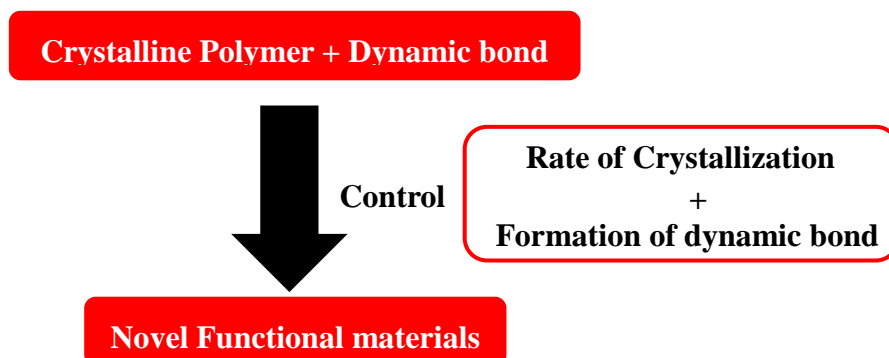 Crystalline Polymer + Dynamic bond
Control
Rate of Crystallization
+
Formation of dynamic bond
Novel Functional materials